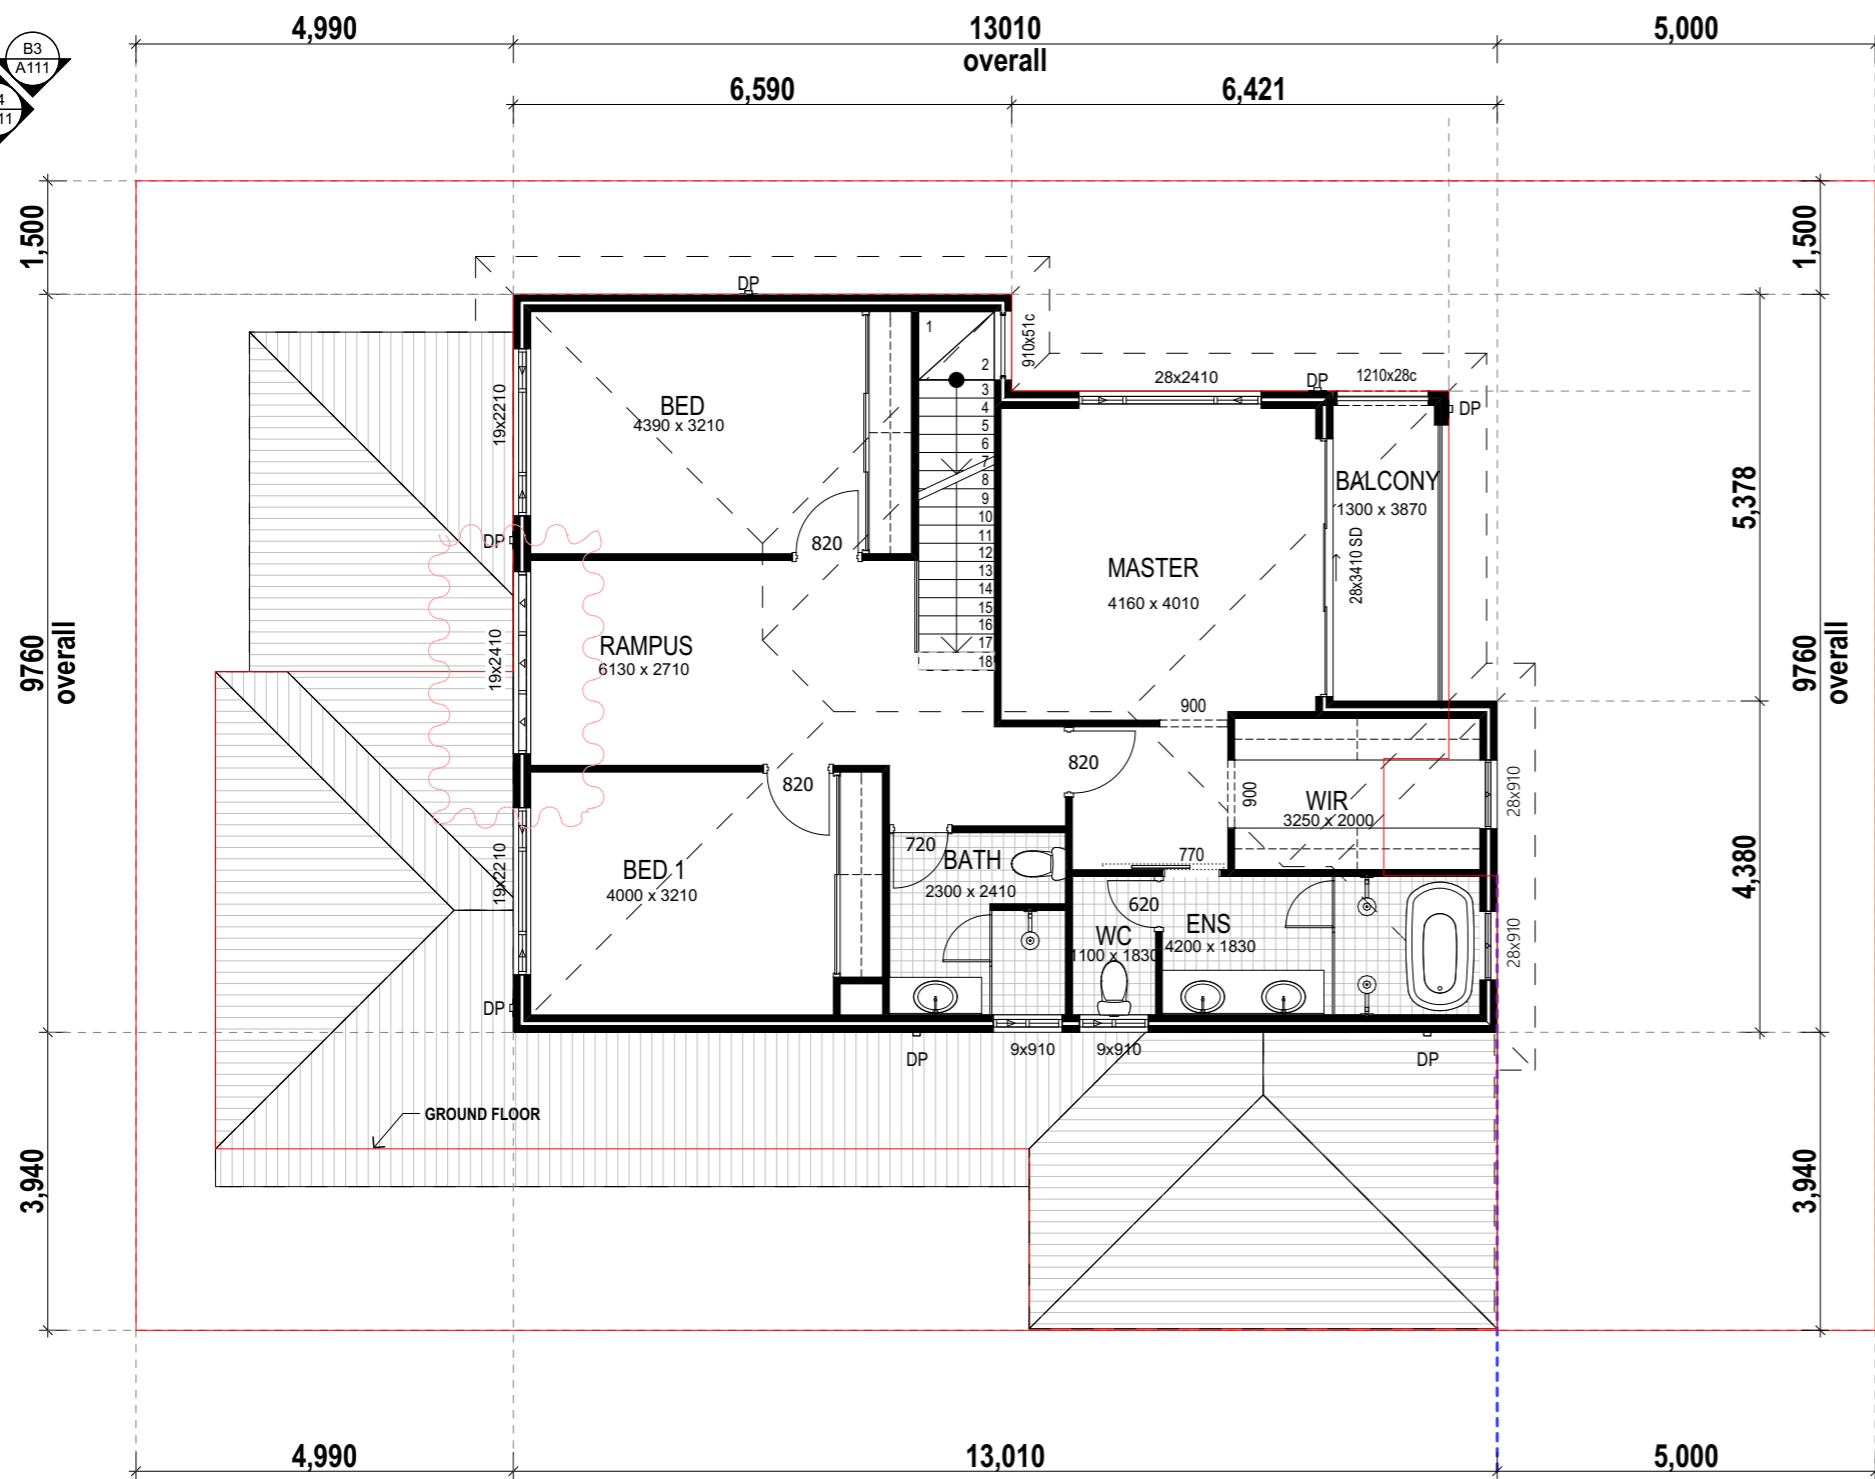 4,990
13010
overall
5,000
B3
A111
6,590
6,421
1,500
1,500
DP
910x51c
28x2410
DP
1210x28c
DP
1
2
3
4
5
6
7
8
9
10
11
12
13
14
15
16
17
18
19x2210
BED
4390 x 3210
BALCONY
1300 x 3870
5,378
DP
820
28x3410 SD
MASTER
4160 x 4010
RAMPUS
6130 x 2710
19x2410
9760
overall
9760
overall
900
820
820
900
WIR
3250 x 2000
28x910
19x2210
BED 1
4000 x 3210
720
BATH
2300 x 2410
770
620
WC
1100 x 1830
ENS
4200 x 1830
28x910
4,380
DP
DP
9x910
9x910
DP
GROUND FLOOR
3,940
3,940
4,990
13,010
5,000